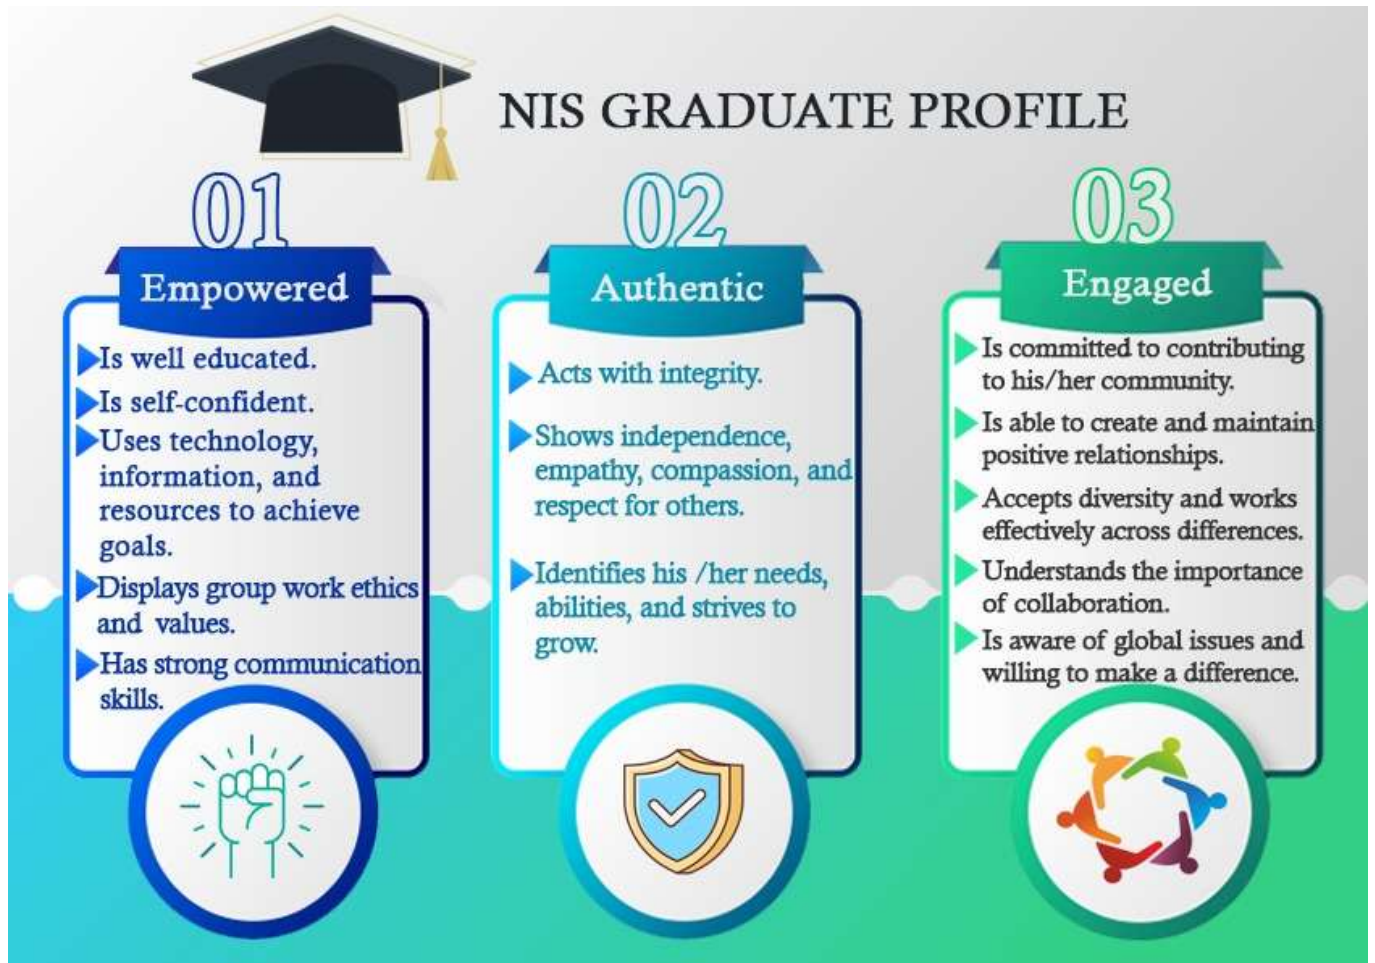 NIS GRADUATE PROFILE
01
Empowered
Is well educated.
Is self-confident.
Uses technology,
information, and
resources to achieve
goals.
Displays group work ethics
and values.
Has strong communication
skills.
02
Authentic
Acts with integrity.
Shows independence,
empathy, compassion, and
respect for others.
Identifies his /her needs,
abilities, and strives to
grow.
03
Engaged
Is committed to contributing
to his/her community.
Is able to create and maintain
positive relationships.
Accepts diversity and works
effectively across differences.
Understands the importance
of collaboration.
Is aware of global issues and
willing to make a difference.